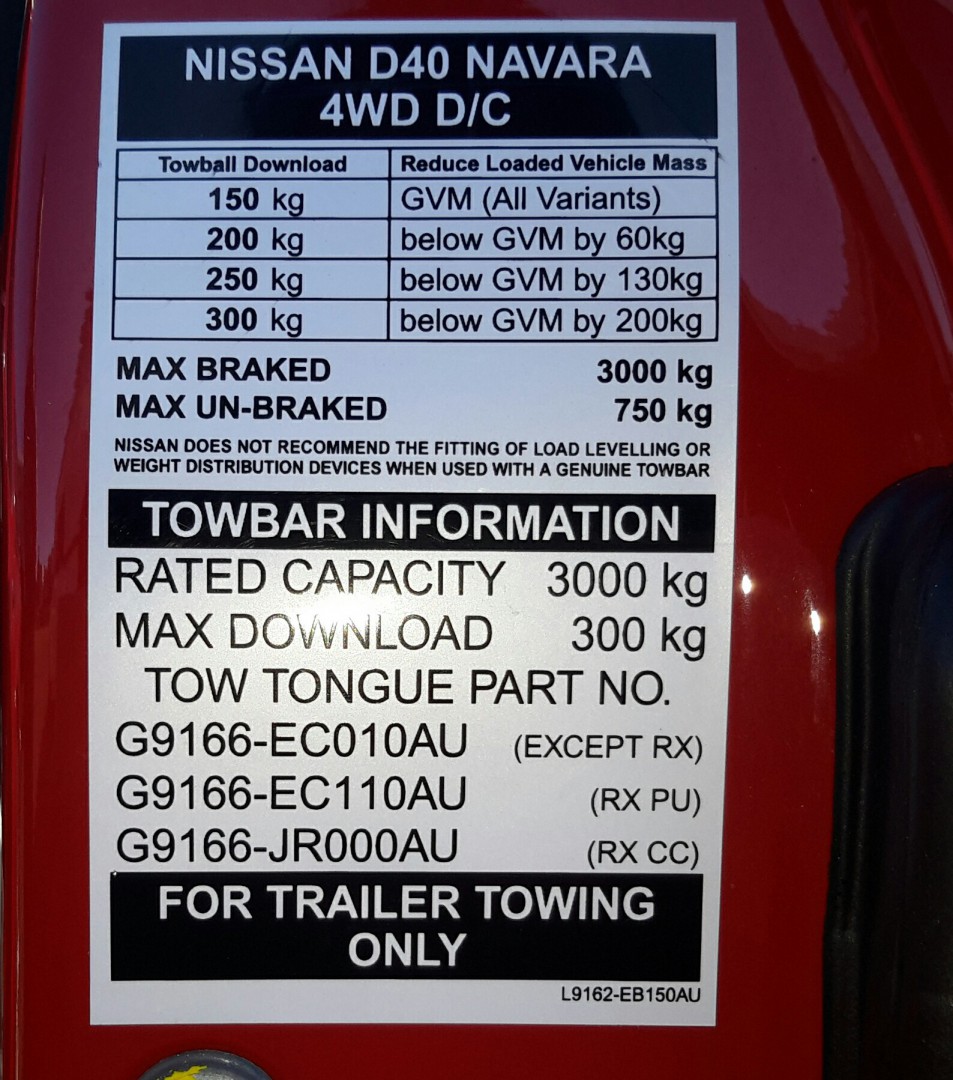 NISSAN D40 NAVARA
4WD D/C
Towball Download Reduce Loaded Vehicle Mass
150 kg GVM (All Variants)
200 kg below GVM by 60kg
250 kg below GVM by 130kg
300 kg below GVM by 200kg
MAX BRAKED 3000 kg
MAX UN-BRAKED 750 kg
NISSAN DOES NOT RECOMMEND THE FITTING OF LOAD LEVELLING OR
WEIGHT DISTRIBUTION DEVICES WHEN USED WITH A GENUINE TOWBAR
TOWBAR INFORMATION
RATED CAPACITY 3000 kg
MAX DOWNLOAD 300 kg
TOW TONGUE PART NO.
G9166-EC010AU (EXCEPT RX)
G9166-EC110AU (RX PU)
G9166-JR000AU (RX CC)
FOR TRAILER TOWING
ONLY
L9162-EB150AU